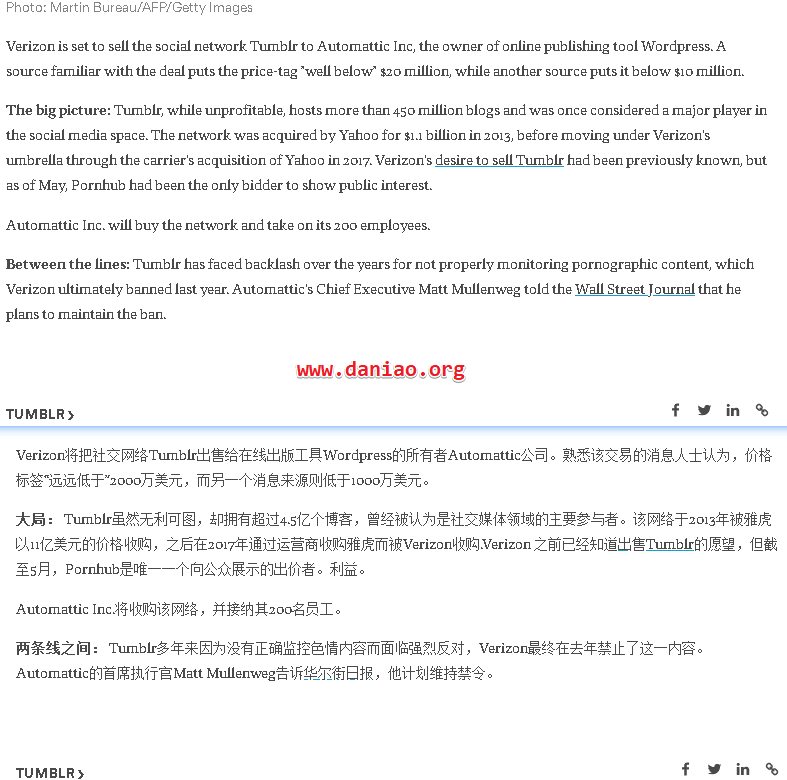 Photo: Martin Bureau/AFP/Getty Images
Verizon is set to sell the social network Tumblr to Automattic Inc, the owner of online publishing tool Wordpress. A
source familiar with the deal puts the price-tag "well below" $20 million, while another source puts it below $10 million.
The big picture: Tumblr, while unprofitable, hosts more than 450 million blogs and was once considered a major player in
the social media space. The network was acquired by Yahoo for $1.1 billion in 2013, before moving under Verizon's
umbrella through the carrier's acquisition of Yahoo in 2017. Verizon's desire to sell Tumblr had been previously known, but
as of May, Pornhub had been the only bidder to show public interest.
Automattic Inc. will buy the network and take on its 200 employees.
Between the lines: Tumblr has faced backlash over the years for not properly monitoring pornographic content, which
Verizon ultimately banned last year. Automattic's Chief Executive Matt Mullenweg told the Wall Street Journal that he
plans to maintain the ban.
www.daniao.org
TUMBLR
Verizon将把社交网络Tumblr出售给在线出版工具Wordpress的所有者Automattic公司。熟悉该交易的消息人士认为，价格
标签“远远低于”2000万美元，而另一个消息来源则低于1000万美元。
大局： Tumblr虽然无利可图，却拥有超过4.5亿个博客，曾经被认为是社交媒体领域的主要参与者。该网络于2013年被雅虎
以11亿美元的价格收购，之后在2017年通过运营商收购雅虎而被Verizon收购.Verizon 之前已经知道出售Tumblr的愿望，但截
至5月，Pornhub是唯一一个向公众展示的出价者。利益。
Automattic Inc.将收购该网络，并接纳其200名员工。
两条线之间： Tumblr多年来因为没有正确监控色情内容而面临强烈反对，Verizon最终在去年禁止了这一内容。
Automattic的首席执行官Matt Mullenweg告诉华尔街日报，他计划维持禁令。
TUMBLR